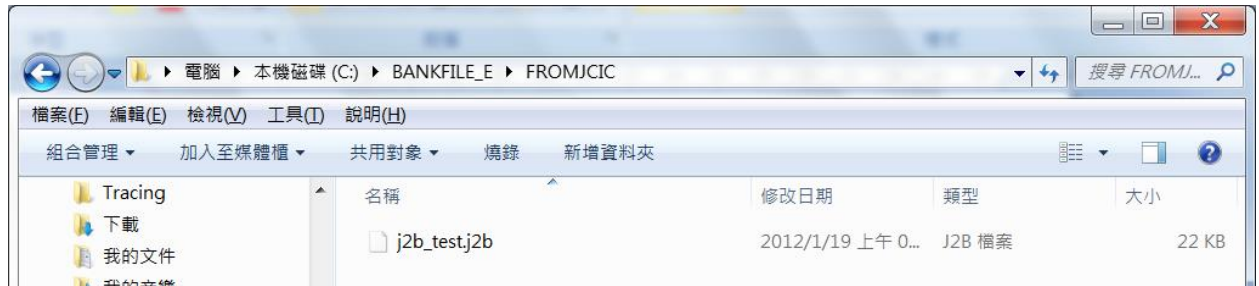 電腦 ▸ 本機磁碟 (C:) ▸ BANKFILE_E ▸ FROMJCIC 搜尋 FROMJ...
檔案(F) 編輯(E) 檢視(V) 工具(T) 說明(H)
組合管理 加入至媒體櫃 共用對象 燒錄 新增資料夾
Tracing 名稱 修改日期 類型 大小
下載
j2b_test.j2b 2012/1/19 上午 0... J2B 檔案 22 KB
我的文件